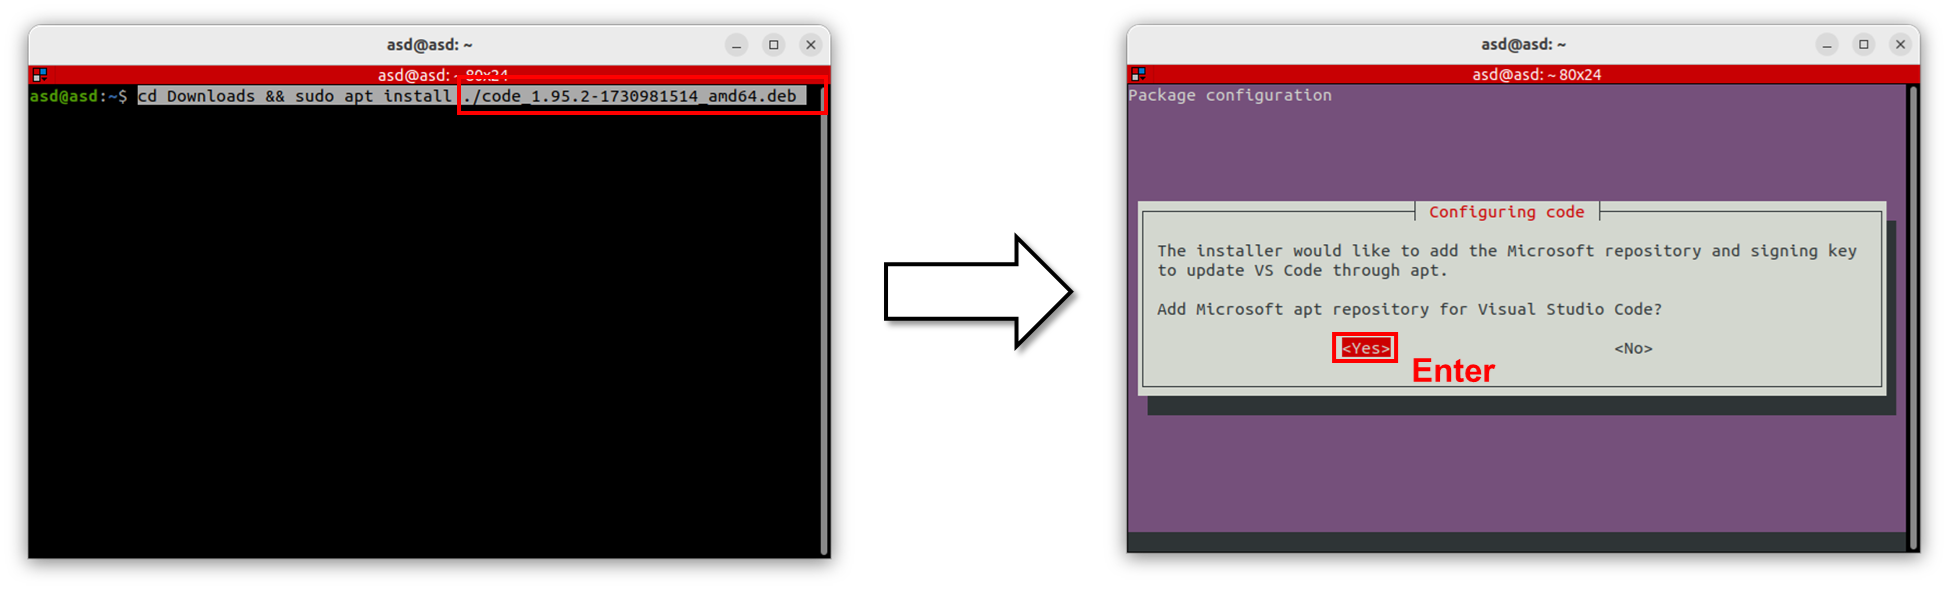 asd@asd: ~
asd@asd: ~ 80x24
asd@asd:~$ cd Downloads && sudo apt install ./code_1.95.2-1730981514_amd64.deb
asd@asd: ~
asd@asd: ~ 80x24
Package configuration
Configuring code
The installer would like to add the Microsoft repository and signing key
to update VS Code through apt.
Add Microsoft apt repository for Visual Studio Code?
<Yes> <No>
Enter